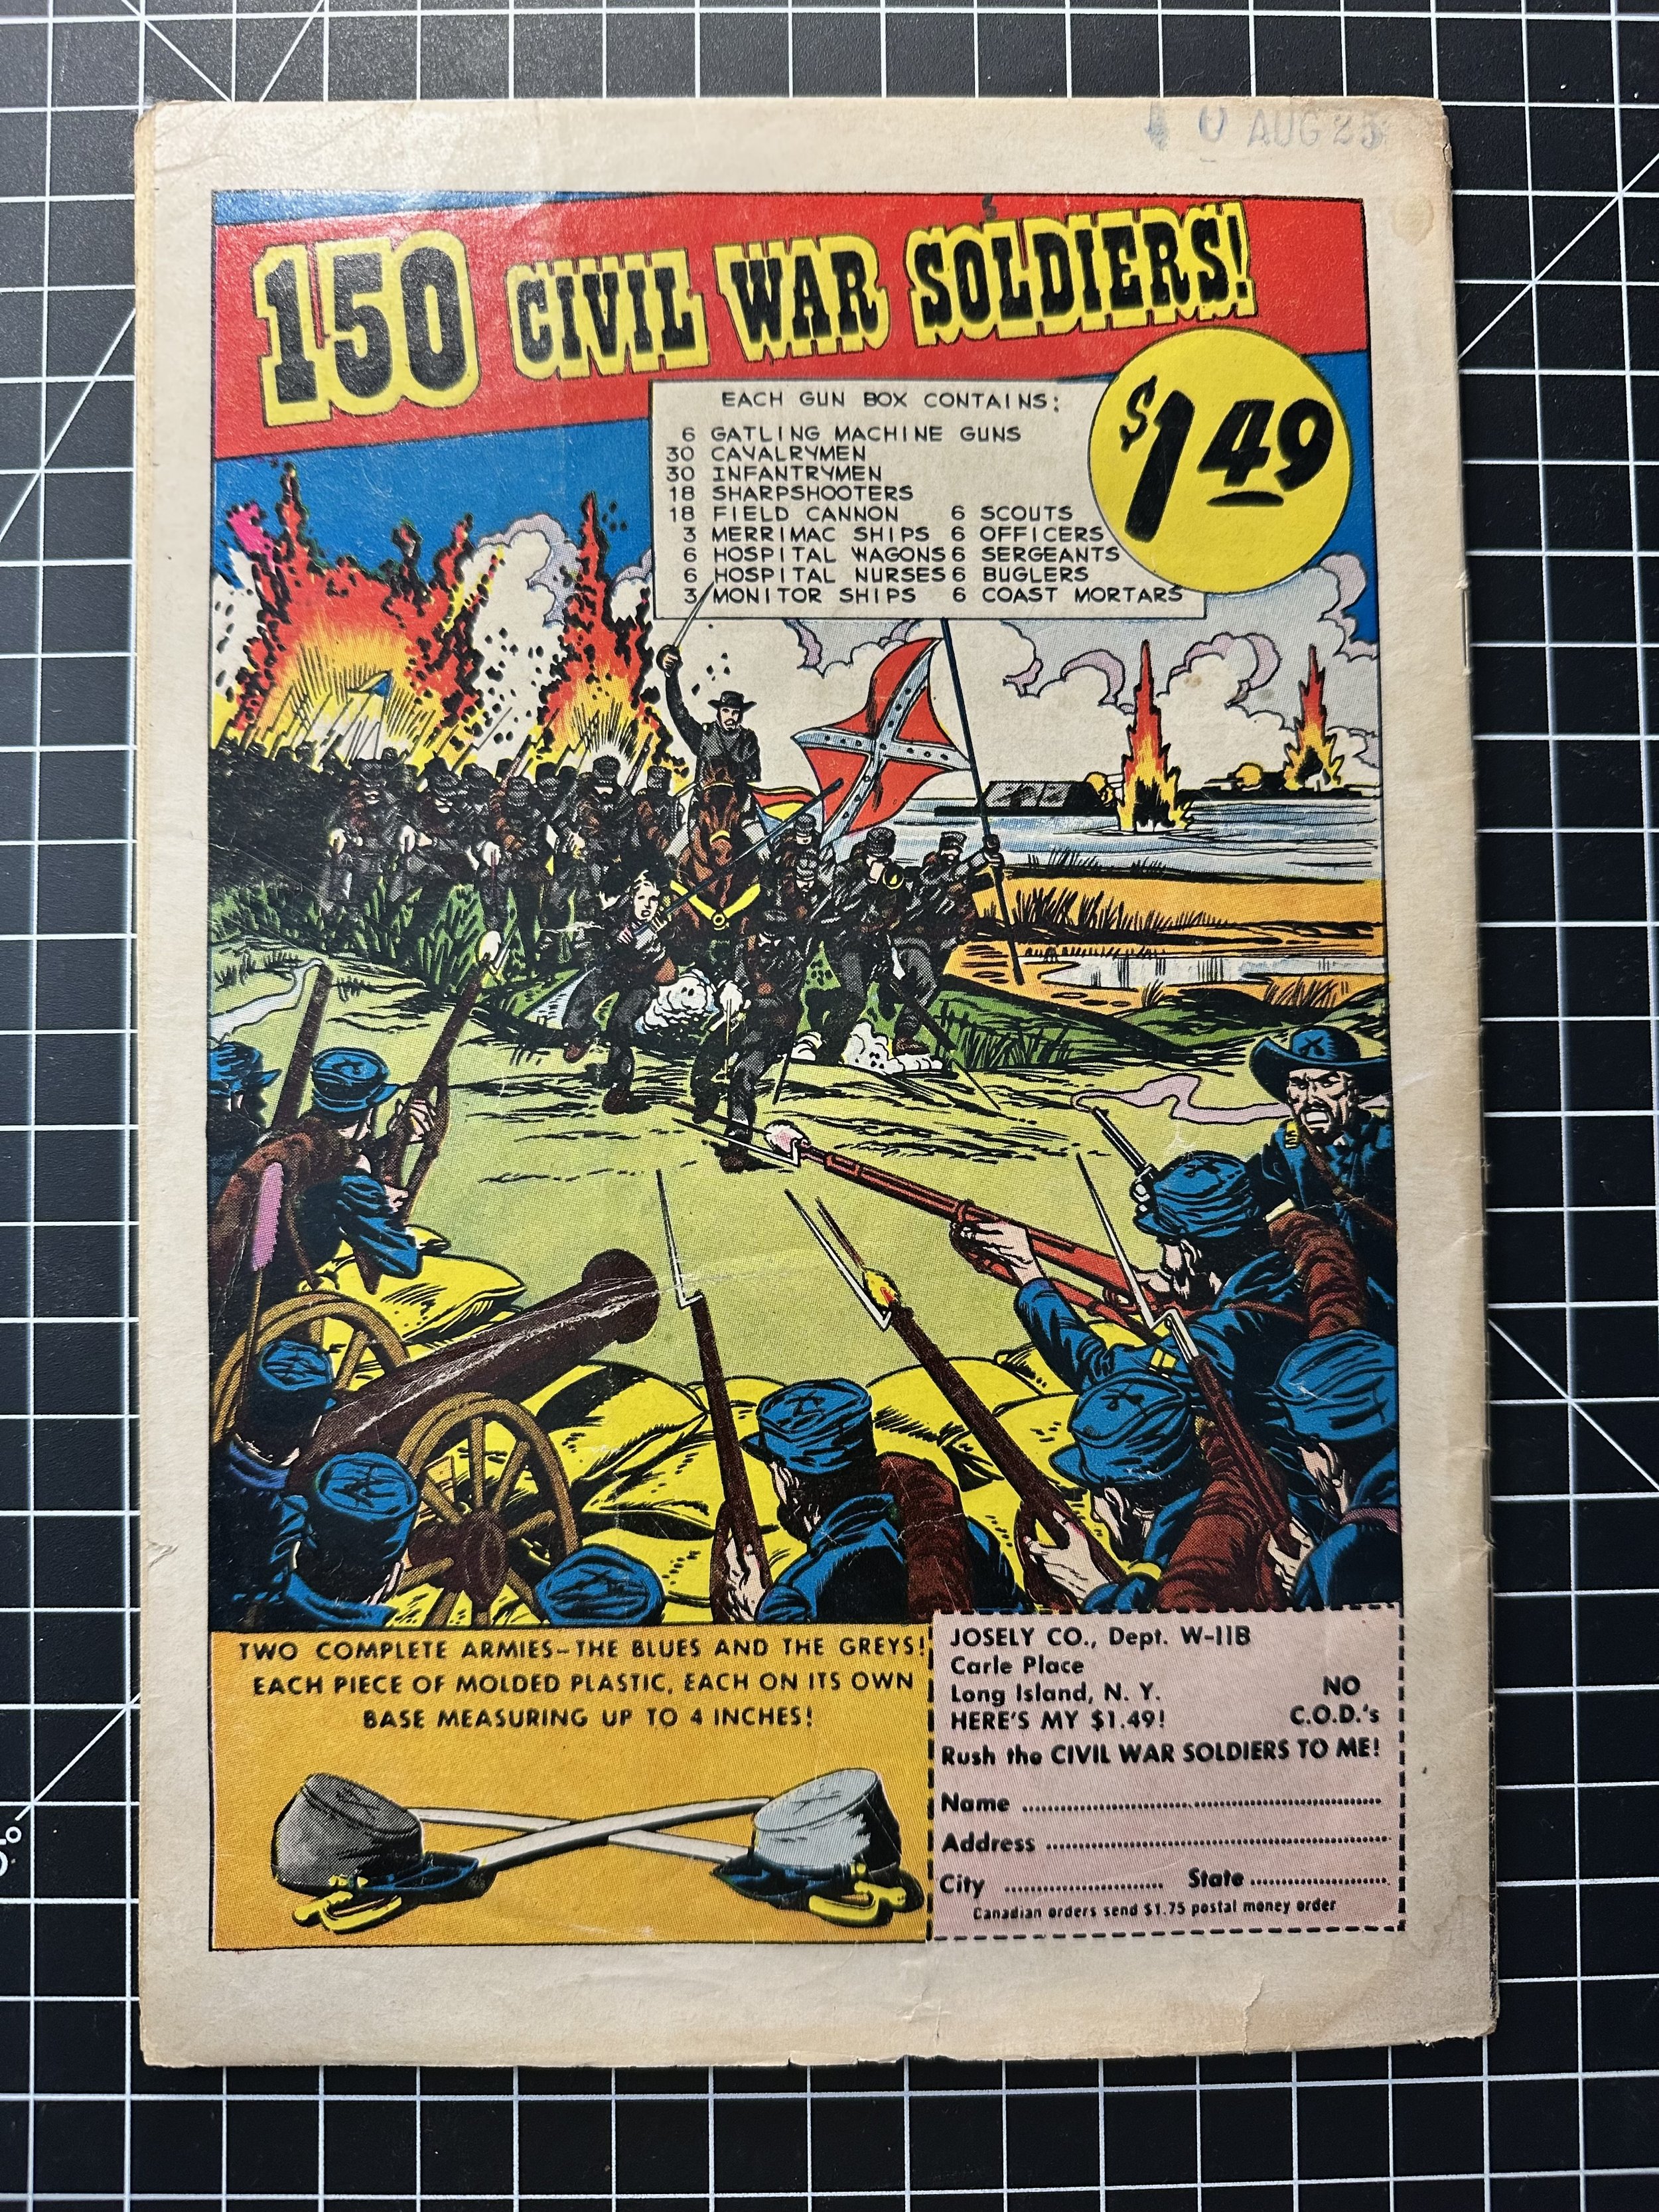 AUG 25
150 CIVIL WAR SOLDIERS!
$1.49
EACH GUN BOX CONTAINS:
6 GATLING MACHINE GUNS
30 CAVALRYMEN
30 INFANTRYMEN
18 SHARPSHOOTERS
18 FIELD CANNON 6 SCOUTS
3 MERRIMAC SHIPS 6 OFFICERS
6 HOSPITAL WAGONS 6 SERGEANTS
6 HOSPITAL NURSES 6 BUGLERS
3 MONITOR SHIPS 6 COAST MORTARS
TWO COMPLETE ARMIES-THE BLUES AND THE GREYS!
EACH PIECE OF MOLDED PLASTIC, EACH ON ITS OWN
BASE MEASURING UP TO 4 INCHES!
JOSELY CO., Dept. W-11B
Carle Place
Long Island, N. Y.
HERE'S MY $1.49!
NO
C.O.D.'s
Rush the CIVIL WAR SOLDIERS TO ME!
Name
Address
City State
Canadian orders send $1.75 postal money order